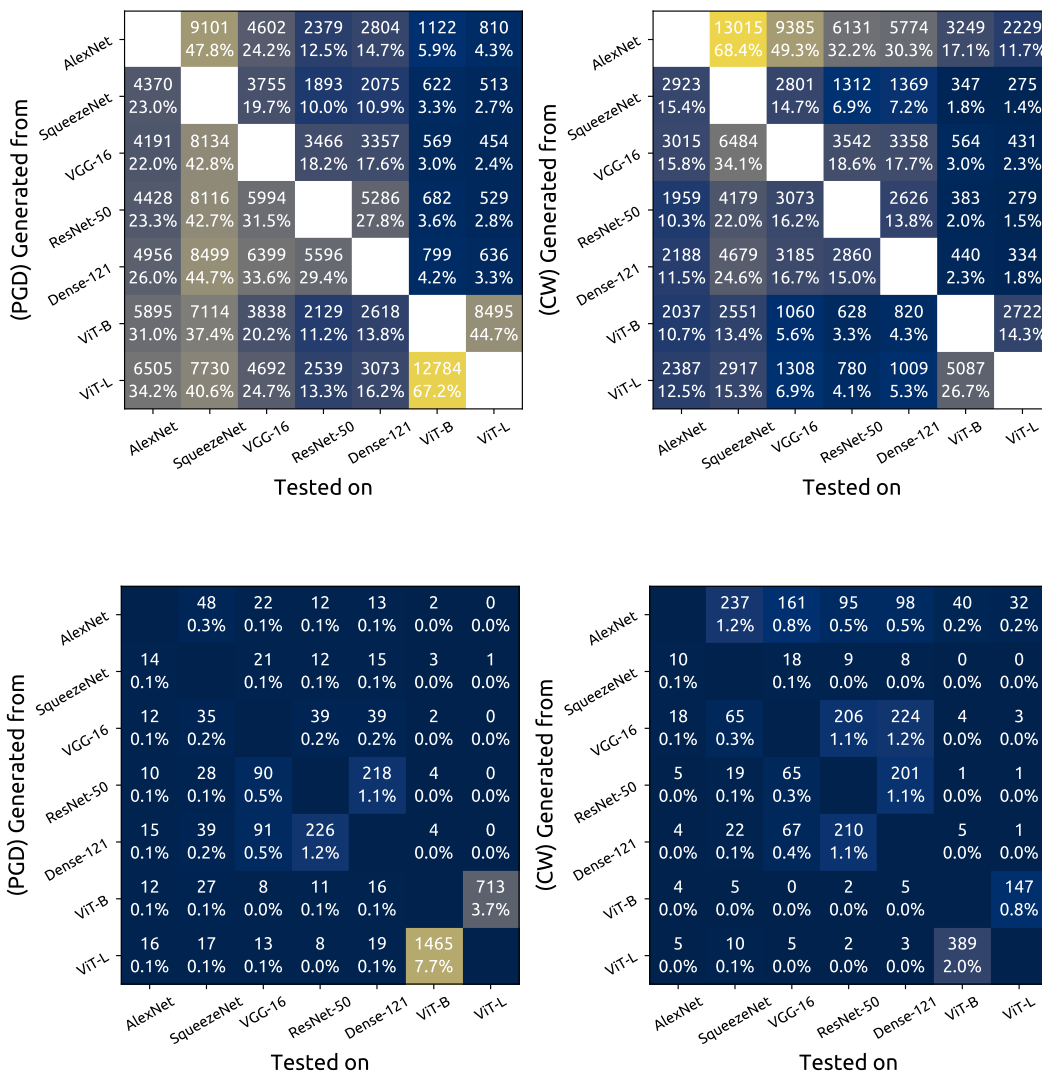 (PGD) Generated from
AlexNet
9101 4602 2379 2804 1122 810
47.8% 24.2% 12.5% 14.7% 5.9% 4.3%
SqueezeNet
4370 3755 1893 2075 622 513
23.0% 19.7% 10.0% 10.9% 3.3% 2.7%
VGG-16
4191 8134 3466 3357 569 454
22.0% 42.8% 18.2% 17.6% 3.0% 2.4%
ResNet-50
4428 8116 5994 5286 682 529
23.3% 42.7% 31.5% 27.8% 3.6% 2.8%
Dense-121
4956 8499 6399 5596 799 636
26.0% 44.7% 33.6% 29.4% 4.2% 3.3%
ViT-B
5895 7114 3838 2129 2618 8495
31.0% 37.4% 20.2% 11.2% 13.8% 44.7%
ViT-L
6505 7730 4692 2539 3073 12784
34.2% 40.6% 24.7% 13.3% 16.2% 67.2%
AlexNet SqueezeNet VGG-16 ResNet-50 Dense-121 ViT-B ViT-L
Tested on
(CW) Generated from
AlexNet
13015 9385 6131 5774 3249 2229
68.4% 49.3% 32.2% 30.3% 17.1% 11.7%
SqueezeNet
2923 2801 1312 1369 347 275
15.4% 14.7% 6.9% 7.2% 1.8% 1.4%
VGG-16
3015 6484 3542 3358 564 431
15.8% 34.1% 18.6% 17.7% 3.0% 2.3%
ResNet-50
1959 4179 3073 2626 383 279
10.3% 22.0% 16.2% 13.8% 2.0% 1.5%
Dense-121
2188 4679 3185 2860 440 334
11.5% 24.6% 16.7% 15.0% 2.3% 1.8%
ViT-B
2037 2551 1060 628 820 2722
10.7% 13.4% 5.6% 3.3% 4.3% 14.3%
ViT-L
2387 2917 1308 780 1009 5087
12.5% 15.3% 6.9% 4.1% 5.3% 26.7%
AlexNet SqueezeNet VGG-16 ResNet-50 Dense-121 ViT-B ViT-L
Tested on
(PGD) Generated from
AlexNet
48 22 12 13 2 0
0.3% 0.1% 0.1% 0.1% 0.0% 0.0%
SqueezeNet
14 21 12 15 3 1
0.1% 0.1% 0.1% 0.1% 0.0% 0.0%
VGG-16
12 35 39 39 2 0
0.1% 0.2% 0.2% 0.2% 0.0% 0.0%
ResNet-50
10 28 90 218 4 0
0.1% 0.1% 0.5% 1.1% 0.0% 0.0%
Dense-121
15 39 91 226 4 0
0.1% 0.2% 0.5% 1.2% 0.0% 0.0%
ViT-B
12 27 8 11 16 713
0.1% 0.1% 0.0% 0.1% 0.1% 3.7%
ViT-L
16 17 13 8 19 1465
0.1% 0.1% 0.1% 0.0% 0.1% 7.7%
AlexNet SqueezeNet VGG-16 ResNet-50 Dense-121 ViT-B ViT-L
Tested on
(CW) Generated from
AlexNet
237 161 95 98 40 32
1.2% 0.8% 0.5% 0.5% 0.2% 0.2%
SqueezeNet
10 18 9 8 0 0
0.1% 0.1% 0.0% 0.0% 0.0% 0.0%
VGG-16
18 65 206 224 4 3
0.1% 0.3% 1.1% 1.2% 0.0% 0.0%
ResNet-50
5 19 65 201 1 1
0.0% 0.1% 0.3% 1.1% 0.0% 0.0%
Dense-121
4 22 67 210 5 1
0.0% 0.1% 0.4% 1.1% 0.0% 0.0%
ViT-B
4 5 0 2 5 147
0.0% 0.0% 0.0% 0.0% 0.0% 0.8%
ViT-L
5 10 5 2 3 389
0.0% 0.1% 0.0% 0.0% 0.0% 2.0%
AlexNet SqueezeNet VGG-16 ResNet-50 Dense-121 ViT-B ViT-L
Tested on